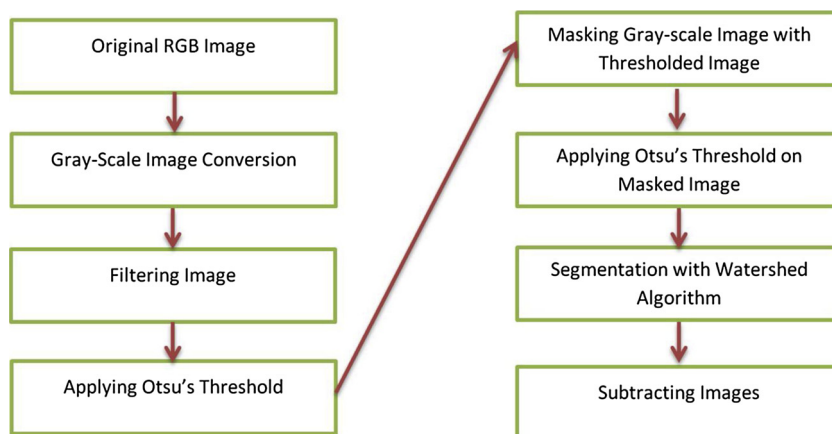 Original RGB Image
Gray-Scale Image Conversion
Filtering Image
Applying Otsu's Threshold
Masking Gray-scale Image with
Thresholded Image
Applying Otsu's Threshold on
Masked Image
Segmentation with Watershed
Algorithm
Subtracting Images